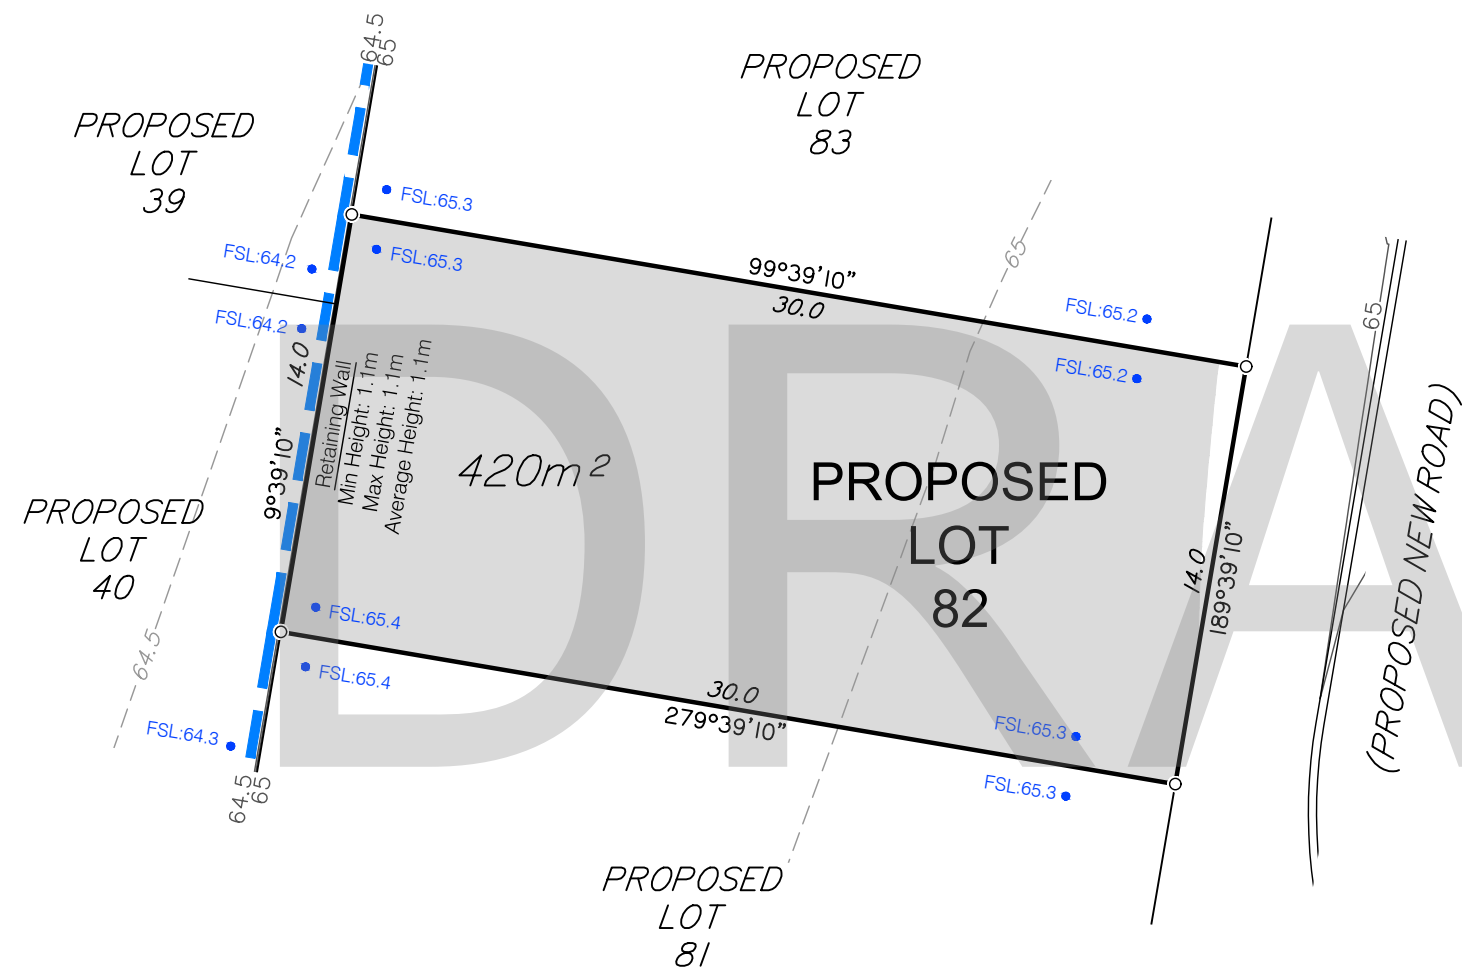 64.5
65
PROPOSED
LOT
83
PROPOSED
LOT
39
FSL:65.3
FSL:64.2
FSL:65.3
65
99°39'10"
30.0
FSL:65.2
65
FSL:64.2
FSL:65.2
14.0
Retaining Wall
Min Height: 1.1m
Max Height: 1.1m
Average Height: 1.1m
9°39'10"
420m²
PROPOSED
LOT
82
14.0
189°39'10"
(PROPOSED NEW ROAD)
PROPOSED
LOT
40
64.5
FSL:65.4
FSL:65.4
30.0
279°39'10"
FSL:64.3
FSL:65.3
FSL:65.3
64.5
65
PROPOSED
LOT
81
DRA